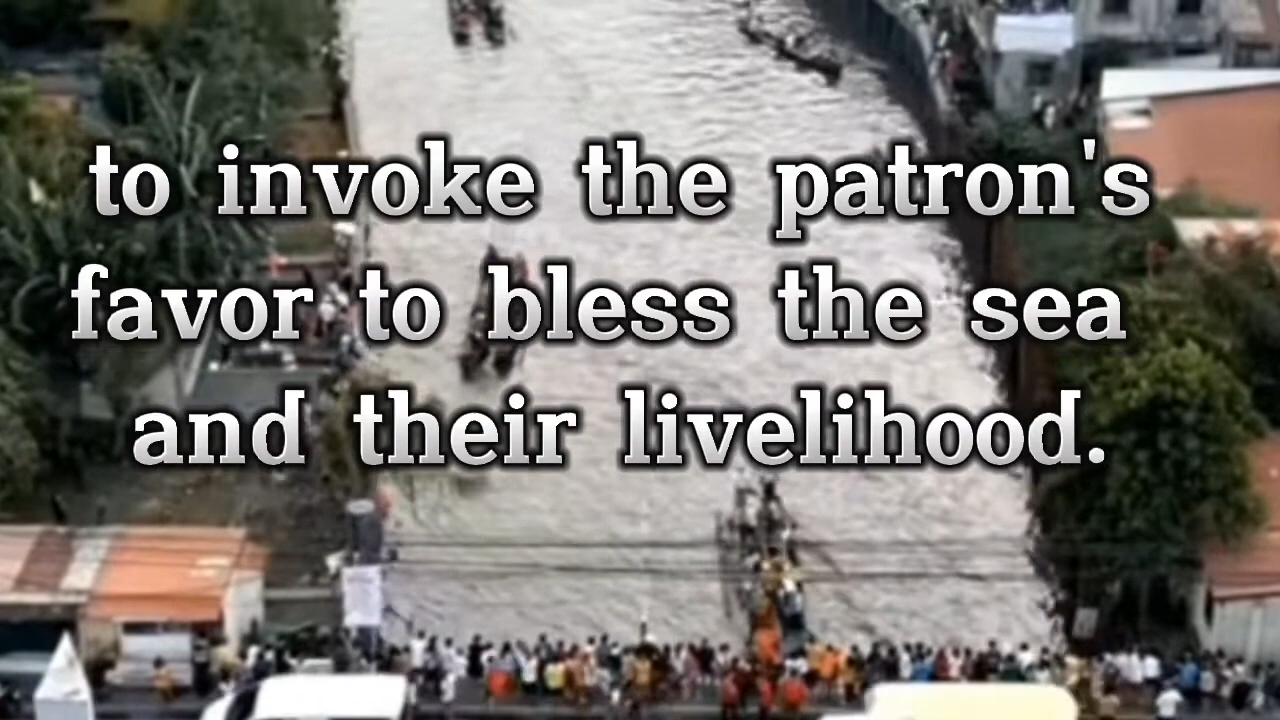 to invoke the patron's
favor to bless the sea
and their livelihood.